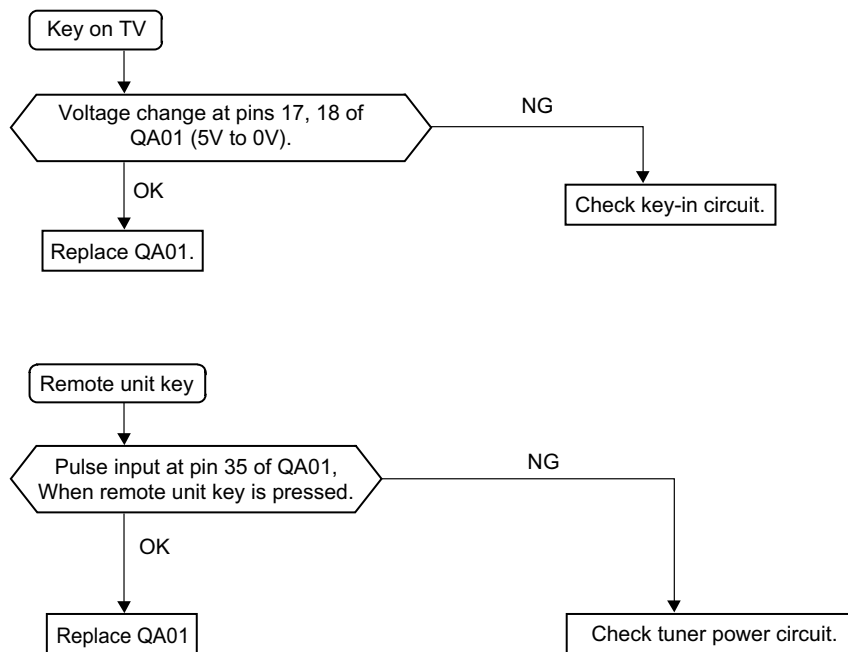 Key on TV
Voltage change at pins 17, 18 of
QA01 (5V to 0V).
NG
OK
Check key-in circuit.
Replace QA01.
Remote unit key
Pulse input at pin 35 of QA01,
When remote unit key is pressed.
NG
OK
Replace QA01
Check tuner power circuit.